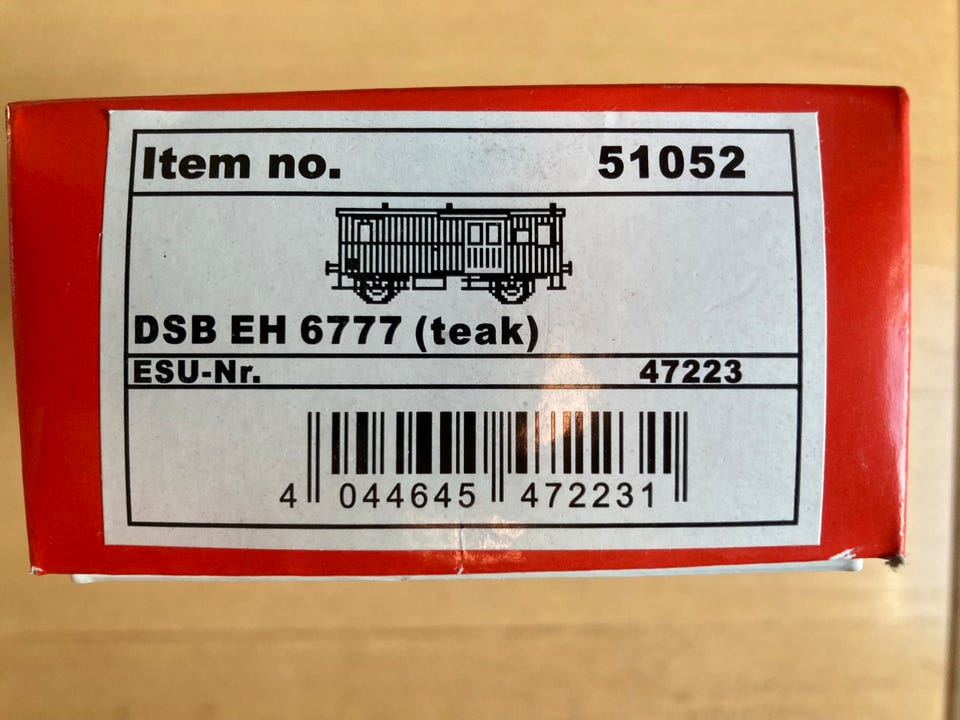 Item no. 51052
DSB EH 6777 (teak)
ESU-Nr. 47223
4 044645 472231